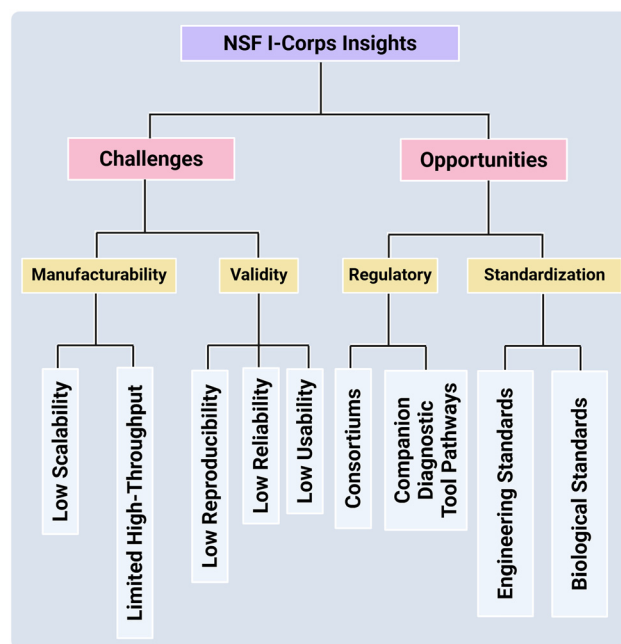 NSF I-Corps Insights
Challenges
Opportunities
Manufacturability
Validity
Regulatory
Standardization
Low Scalability
Limited High-Throughput
Low Reproducibility
Low Reliability
Low Usability
Consortiums
Companion
Diagnostic
Tool Pathways
Engineering Standards
Biological Standards